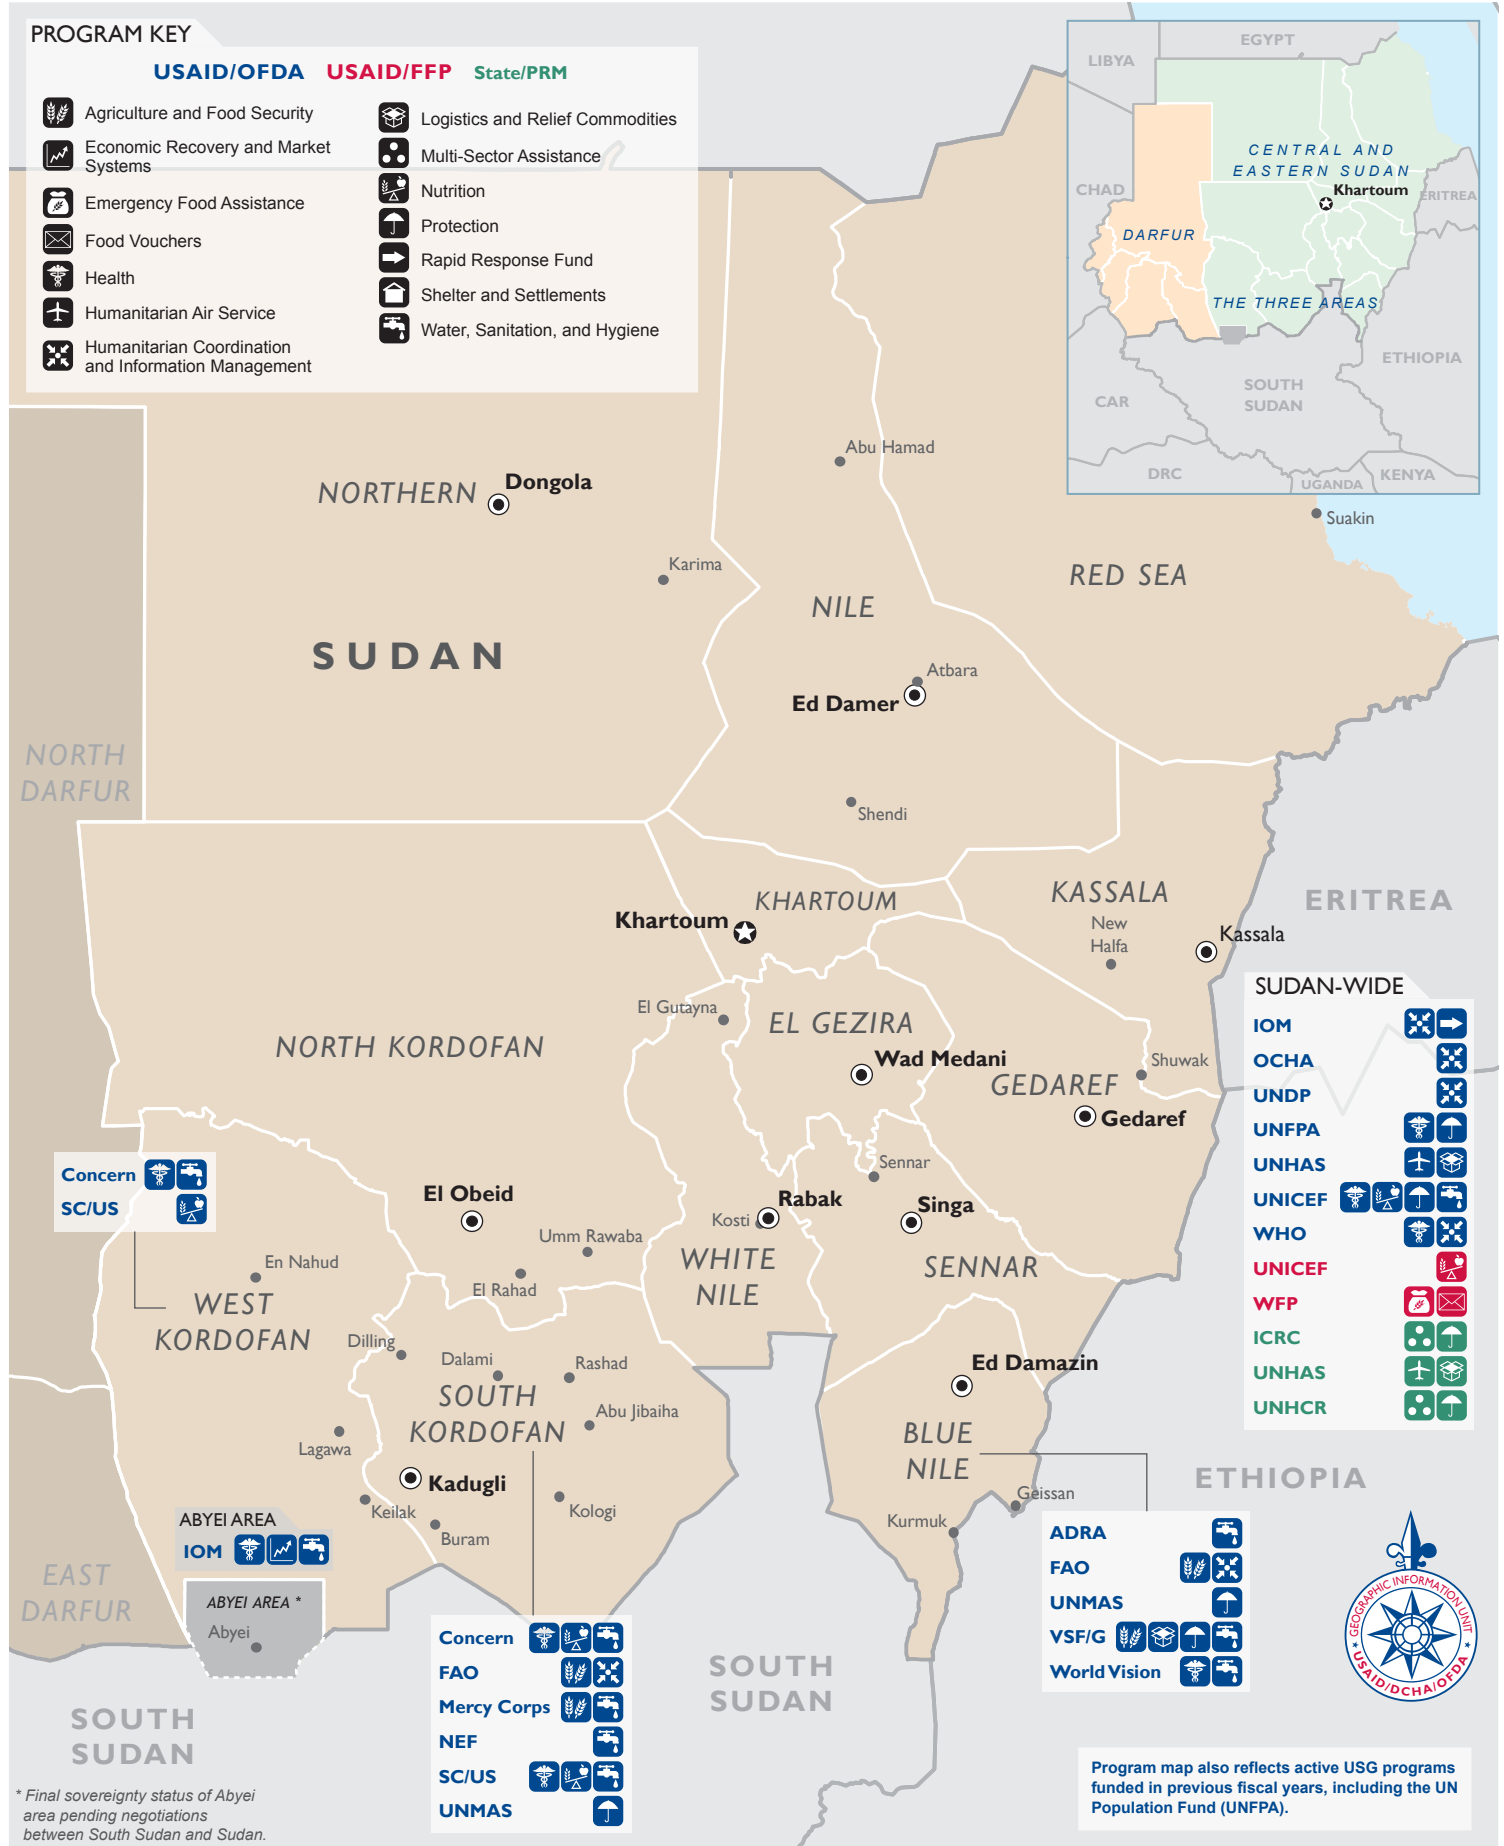 PROGRAM KEY
USAID/OFDA USAID/FFP State/PRM
Agriculture and Food Security
Economic Recovery and Market
Systems
Emergency Food Assistance
Food Vouchers
Health
Humanitarian Air Service
Humanitarian Coordination
and Information Management
Logistics and Relief Commodities
Multi-Sector Assistance
Nutrition
Protection
Rapid Response Fund
Shelter and Settlements
Water, Sanitation, and Hygiene
EGYPT
LIBYA
CENTRAL AND
EASTERN SUDAN
CHAD
Khartoum
ERITREA
DARFUR
THE THREE AREAS
ETHIOPIA
SOUTH
SUDAN
CAR
DRC
KENYA
UGANDA
Abu Hamad
NORTHERN
Dongola
Suakin
Karima
RED SEA
NILE
SUDAN
Atbara
Ed Damer
NORTH
DARFUR
Shendi
KHARTOUM
KASSALA
ERITREA
Khartoum
New
Halfa
Kassala
El Gutayna
EL GEZIRA
NORTH KORDOFAN
Wad Medani
Shuwak
GEDAREF
Gedaref
SUDAN-WIDE
IOM
OCHA
UNDP
UNFPA
UNHAS
UNICEF
WHO
UNICEF
WFP
ICRC
UNHAS
UNHCR
Concern
SC/US
El Obeid
Sennar
Rabak
Singa
Kosti
Umm Rawaba
En Nahud
El Rahad
WHITE
NILE
SENNAR
WEST
KORDOFAN
Dilling
Dalami
Rashad
Ed Damazin
SOUTH
KORDOFAN
Abu Jibaiha
BLUE
NILE
Lagawa
Kadugli
ETHIOPIA
Keilak
Kologi
Buram
Geissan
Kurmuk
ABYEI AREA
IOM
EAST
DARFUR
ABYEI AREA *
Abyei
ADRA
FAO
UNMAS
VSF/G
World Vision
Concern
FAO
Mercy Corps
NEF
SC/US
UNMAS
SOUTH
SUDAN
SOUTH
SUDAN
GEOGRAPHIC INFORMATION UNIT
USAID/DCHA/OFDA
* Final sovereignty status of Abyei
area pending negotiations
between South Sudan and Sudan.
Program map also reflects active USG programs
funded in previous fiscal years, including the UN
Population Fund (UNFPA).